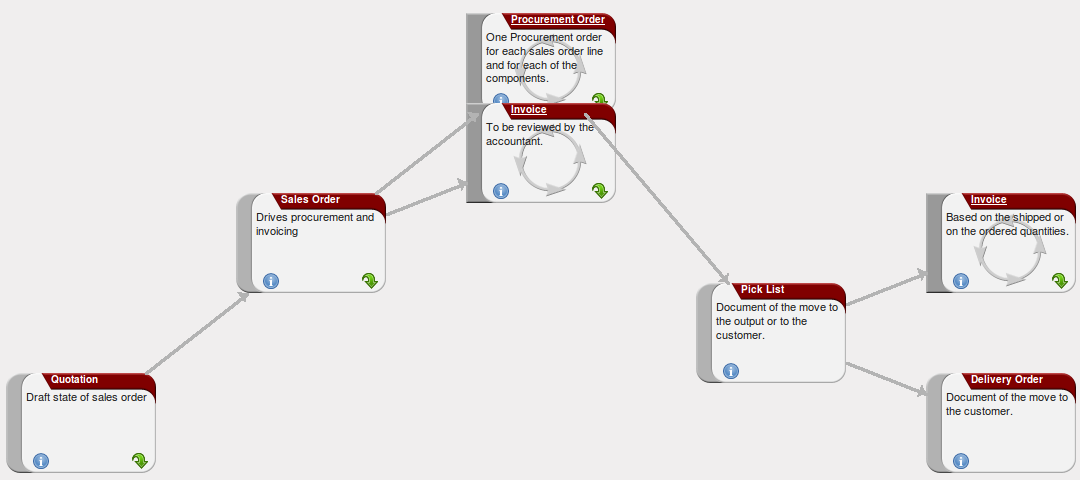 Procurement Order
One Procurement order
for each sales order line
and for each of the
components.
Invoice
To be reviewed by the
accountant.
Sales Order
Drives procurement and
invoicing
Invoice
Based on the shipped or
on the ordered quantities.
Pick List
Document of the move to
the output or to the
customer.
Quotation
Draft state of sales order
Delivery Order
Document of the move to
the customer.